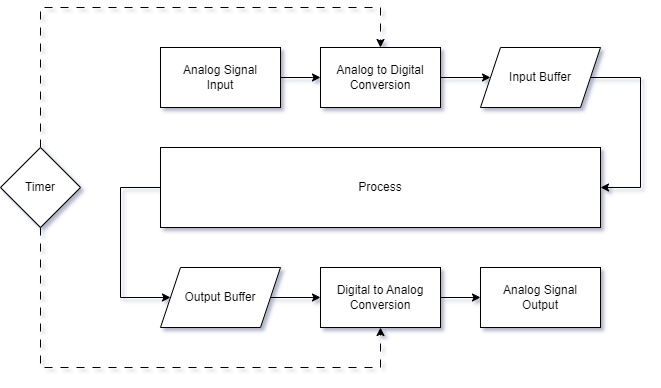 Analog Signal
Input
Analog to Digital
Conversion
Input Buffer
Timer
Process
Output Buffer
Digital to Analog
Conversion
Analog Signal
Output